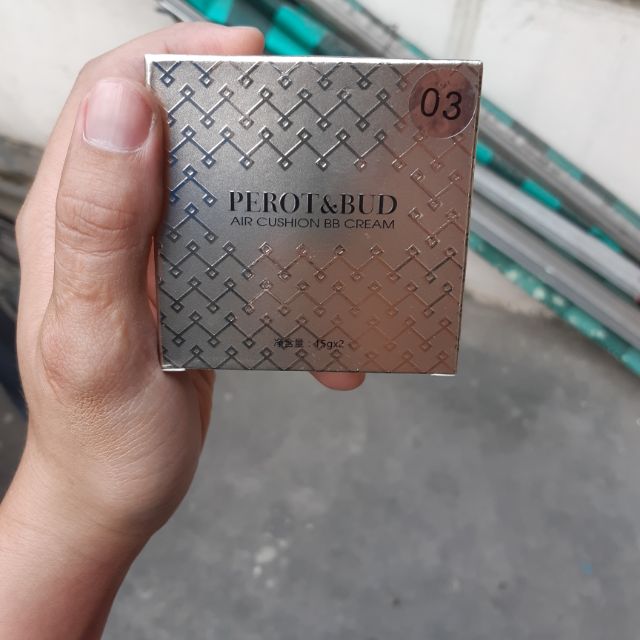 03
PEROT&BUD
AIR CUSHION BB CREAM
净含量：15gx2